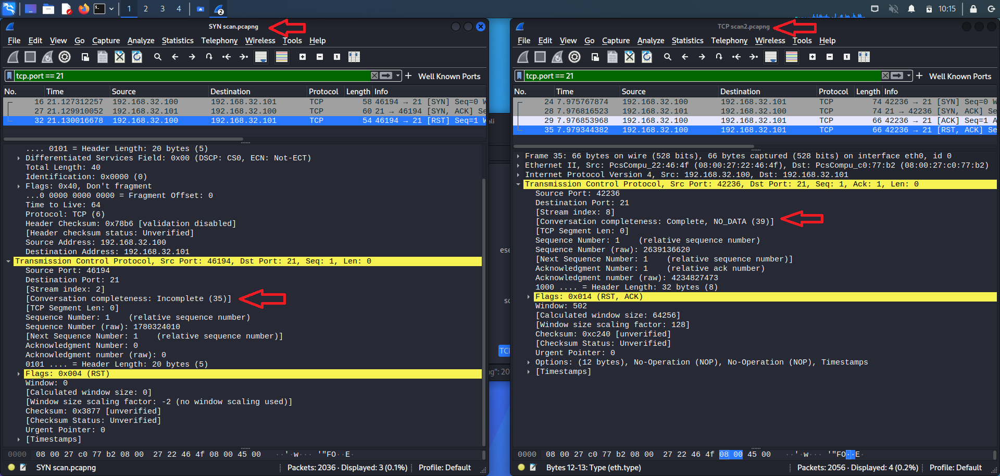 1 2 3 4 2 10:15
SYN scan.pcapng
File Edit View Go Capture Analyze Statistics Telephony Wireless Tools Help
tcp.port == 21
Well Known Ports
No. Time Source Destination Protocol Length Info
16 21.127312257 192.168.32.100 192.168.32.101 TCP 58 46194 → 21 [SYN] Seq=0 W
27 21.129910052 192.168.32.101 192.168.32.100 TCP 60 21 → 46194 [SYN, ACK] Se
32 21.130016678 192.168.32.100 192.168.32.101 TCP 54 46194 → 21 [RST] Seq=1 W
.... 0101 = Header Length: 20 bytes (5)
Differentiated Services Field: 0x00 (DSCP: CS0, ECN: Not-ECT)
Total Length: 40
Identification: 0x0000 (0)
Flags: 0x40, Don't fragment
...0 0000 0000 0000 = Fragment Offset: 0
Time to Live: 64
Protocol: TCP (6)
Header Checksum: 0x78b6 [validation disabled]
[Header checksum status: Unverified]
Source Address: 192.168.32.100
Destination Address: 192.168.32.101
Transmission Control Protocol, Src Port: 46194, Dst Port: 21, Seq: 1, Len: 0
Source Port: 46194
Destination Port: 21
[Stream index: 2]
[Conversation completeness: Incomplete (35)]
[TCP Segment Len: 0]
Sequence Number: 1    (relative sequence number)
Sequence Number (raw): 1780324010
[Next Sequence Number: 1    (relative sequence number)]
Acknowledgment Number: 0
Acknowledgment number (raw): 0
0101 .... = Header Length: 20 bytes (5)
Flags: 0x004 (RST)
Window: 0
[Calculated window size: 0]
[Window size scaling factor: -2 (no window scaling used)]
Checksum: 0x3877 [unverified]
[Checksum Status: Unverified]
Urgent Pointer: 0
[Timestamps]
0000 08 00 27 c0 77 b2 08 00 27 22 46 4f 08 00 45 00 ··'·w··· '"FO··E·
SYN scan.pcapng
Packets: 2036 · Displayed: 3 (0.1%)
Profile: Default
ali
ese
sc
TCI
ng": 20
TCP scan2.pcapng
File Edit View Go Capture Analyze Statistics Telephony Wireless Tools Help
tcp.port == 21
Well Known Ports
No. Time Source Destination Protocol Length Info
24 7.975767874 192.168.32.100 192.168.32.101 TCP 74 42236 → 21 [SYN] Seq=0 W
28 7.976816523 192.168.32.101 192.168.32.100 TCP 74 21 → 42236 [SYN, ACK] Se
29 7.976853968 192.168.32.100 192.168.32.101 TCP 66 42236 → 21 [ACK] Seq=1 A
35 7.979344382 192.168.32.100 192.168.32.101 TCP 66 42236 → 21 [RST, ACK] Se
Frame 35: 66 bytes on wire (528 bits), 66 bytes captured (528 bits) on interface eth0, id 0
Ethernet II, Src: PcsCompu_22:46:4f (08:00:27:22:46:4f), Dst: PcsCompu_c0:77:b2 (08:00:27:c0:77:b2)
Internet Protocol Version 4, Src: 192.168.32.100, Dst: 192.168.32.101
Transmission Control Protocol, Src Port: 42236, Dst Port: 21, Seq: 1, Ack: 1, Len: 0
Source Port: 42236
Destination Port: 21
[Stream index: 8]
[Conversation completeness: Complete, NO_DATA (39)]
[TCP Segment Len: 0]
Sequence Number: 1    (relative sequence number)
Sequence Number (raw): 2639136620
[Next Sequence Number: 1    (relative sequence number)]
Acknowledgment Number: 1    (relative ack number)
Acknowledgment number (raw): 4234827473
1000 .... = Header Length: 32 bytes (8)
Flags: 0x014 (RST, ACK)
Window: 502
[Calculated window size: 64256]
[Window size scaling factor: 128]
Checksum: 0xc240 [unverified]
[Checksum Status: Unverified]
Urgent Pointer: 0
Options: (12 bytes), No-Operation (NOP), No-Operation (NOP), Timestamps
[Timestamps]
0000 08 00 27 c0 77 b2 08 00 27 22 46 4f 08 00 45 00 ··'·w··· '"FO··E·
Bytes 12-13: Type (eth.type)
Packets: 2056 · Displayed: 4 (0.2%)
Profile: Default